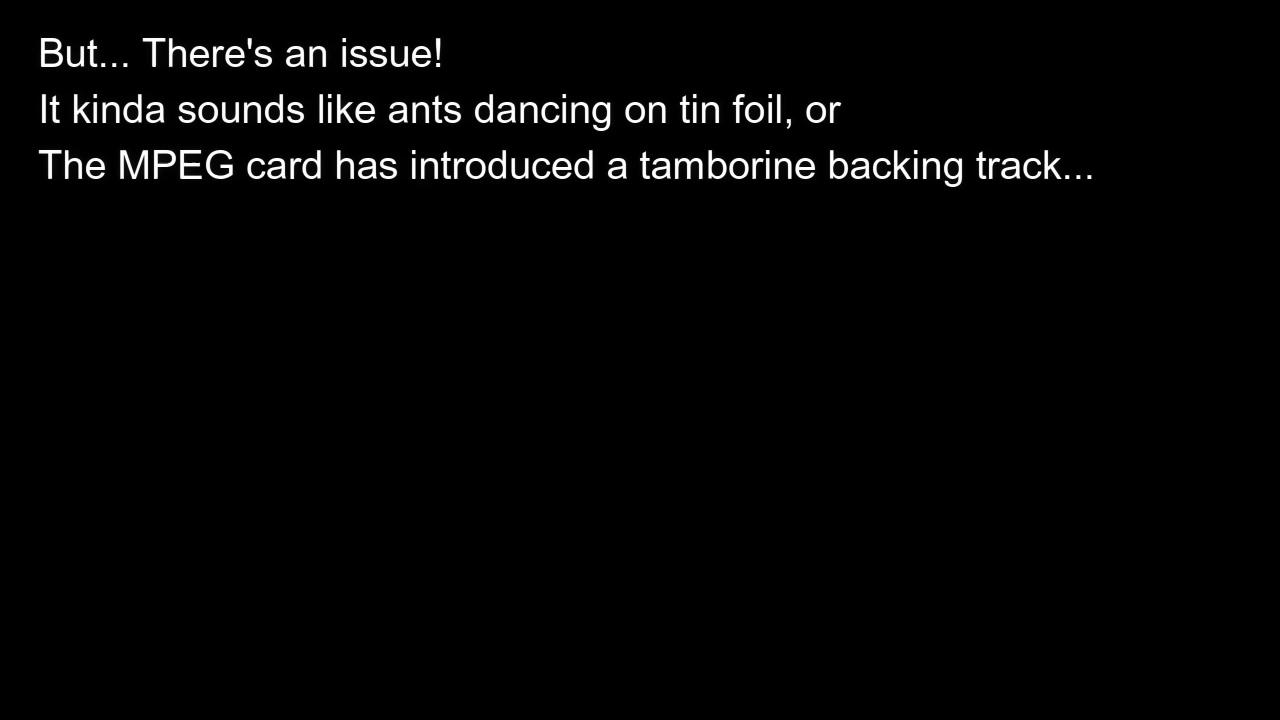 But... There's an issue!
It kinda sounds like ants dancing on tin foil, or
The MPEG card has introduced a tamborine backing track...